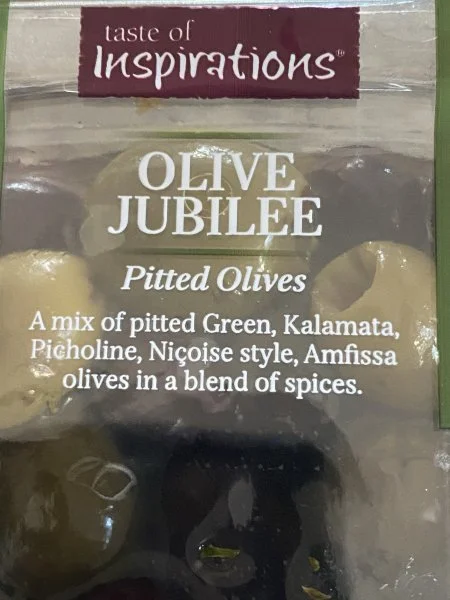 taste of
Inspirations®
OLIVE
JUBILEE
Pitted Olives
A mix of pitted Green, Kalamata,
Picholine, Niçoise style, Amfissa
olives in a blend of spices.